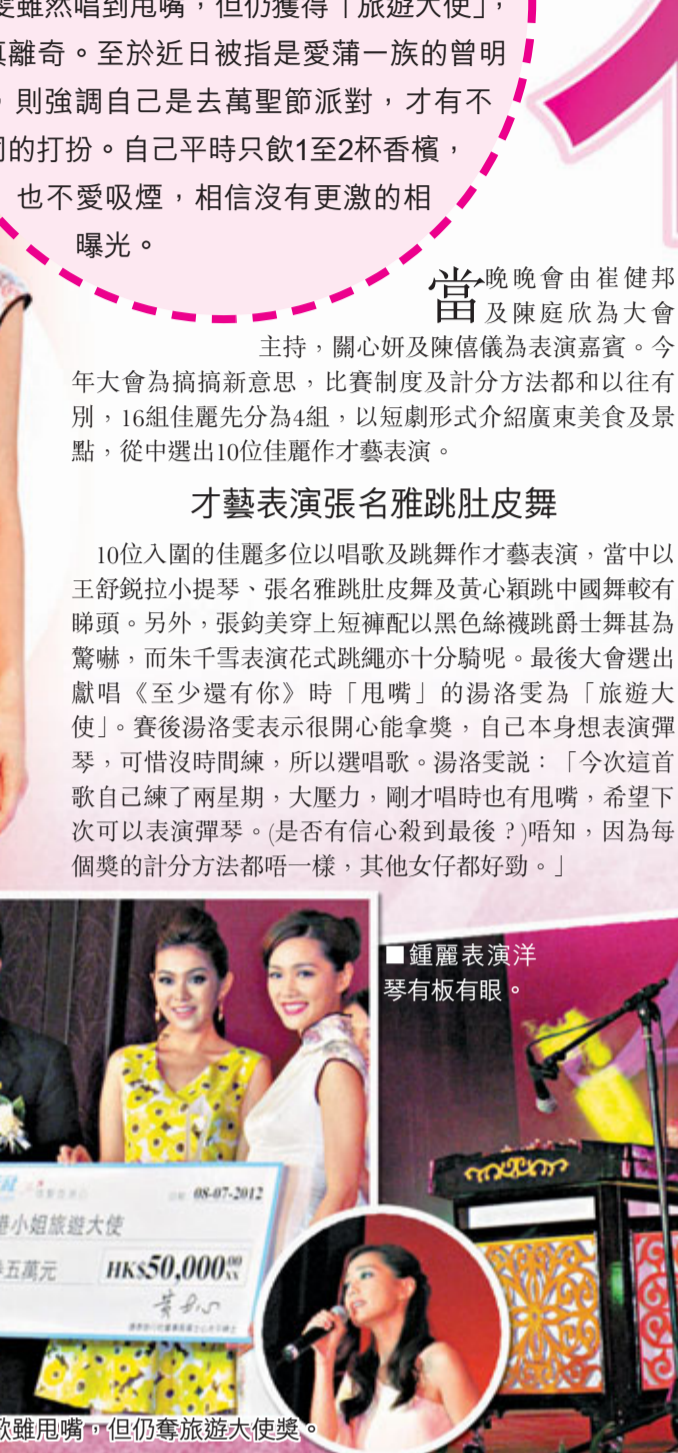 雖然唱到甩嘴，但仍獲得「旅遊大使」，
真離奇。至於近日被指是愛蒲一族的曾明
，則強調自己是去萬聖節派對，才有不
同的打扮。自己平時只飲1至2杯香檳，
也不愛吸煙，相信沒有更激的相
曝光。
當晚晚會由崔健邦
及陳庭欣為大會
主持，關心妍及陳僖儀為表演嘉賓。今
年大會為搞搞新意思，比賽制度及計分方法都和以往有
別，16組佳麗先分為4組，以短劇形式介紹廣東美食及景
點，從中選出10位佳麗作才藝表演。
才藝表演張名雅跳肚皮舞
10位入圍的佳麗多位以唱歌及跳舞作才藝表演，當中以
王舒銳拉小提琴、張名雅跳肚皮舞及黃心穎跳中國舞較有
睇頭。另外，張鈞美穿上短褲配以黑色絲襪跳爵士舞甚為
驚嚇，而朱千雪表演花式跳繩亦十分騎呢。最後大會選出
獻唱《至少還有你》時「甩嘴」的湯洛雯為「旅遊大
使」。賽後湯洛雯表示很開心能拿獎，自己本身想表演彈
琴，可惜沒時間練，所以選唱歌。湯洛雯説：「今次這首
歌自己練了兩星期，大壓力，剛才唱時也有甩嘴，希望下
次可以表演彈琴。(是否有信心殺到最後？)唔知，因為每
個獎的計分方法都唔一樣，其他女仔都好勁。」
■鍾麗表演洋
琴有板有眼。
08-07-2012
港小姐旅遊大使
五萬元 HK$50,000.00
歌雖甩嘴，但仍奪旅遊大使獎。